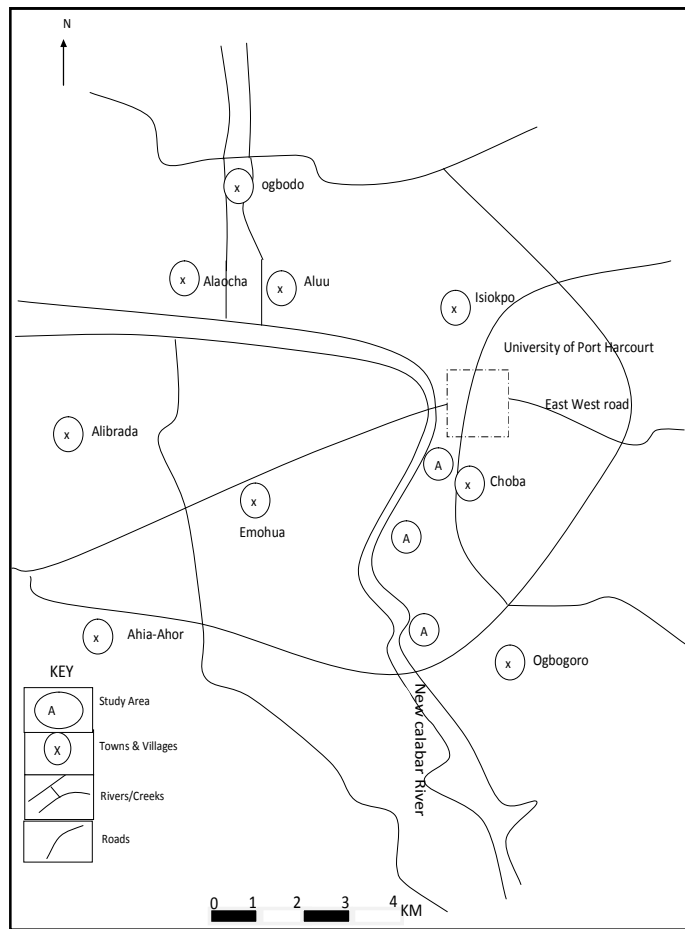 N
x
ogbodo
x
Alaocha
x
Aluu
x
Isiokpo
University of Port Harcourt
East West road
x
Alibrada
A
x
Choba
x
Emohua
A
x
Ahia-Ahor
A
x
Ogbogoro
KEY
A
Study Area
X
Towns & Villages
Rivers/Creeks
Roads
New calabar River
0 1 2 3 4
KM